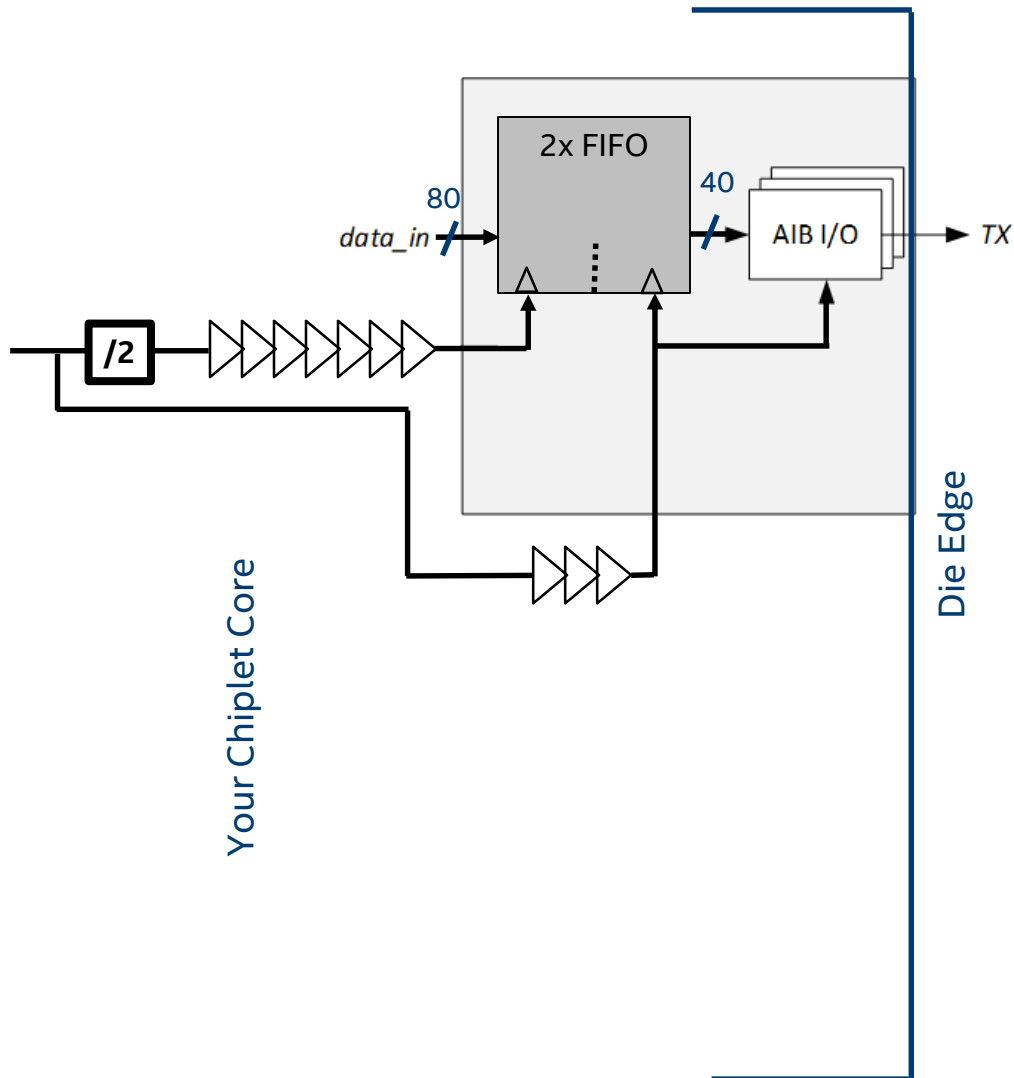 2x FIFO
80
40
data_in
AIB I/O
TX
/2
Die Edge
Your Chiplet Core